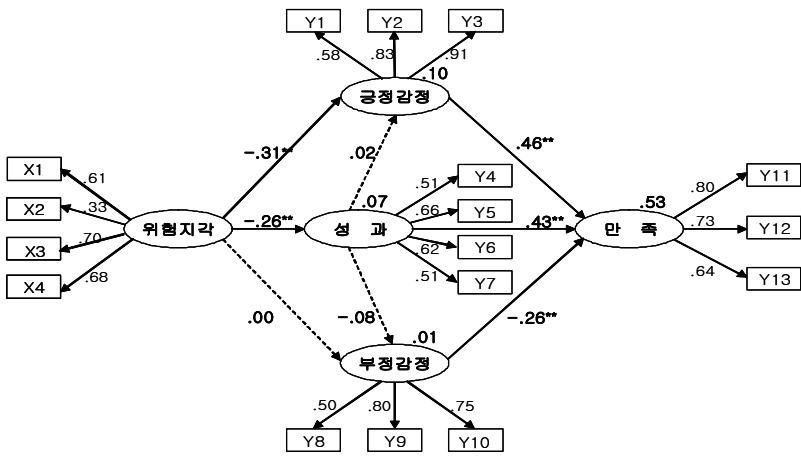 Y1 Y2 Y3
.58 .83 .91
.10
긍정감정
-.31** .02 .46**
X1 .61
X2 .33
X3 .70
X4 .68
위험지각
-.26**
.07
성 과
.51 Y4
.66 Y5
.62 Y6
.51 Y7
.43**
.53
만 족
.80 Y11
.73 Y12
.64 Y13
.00 -.08 -.26**
.01
부정감정
.50 .80 .75
Y8 Y9 Y10